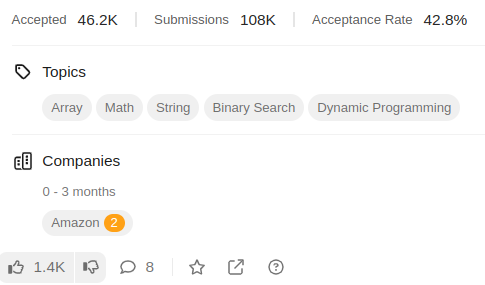 Accepted 46.2K Submissions 108K Acceptance Rate 42.8%
Topics
Array Math String Binary Search Dynamic Programming
Companies
0 - 3 months
Amazon 2
1.4K 8